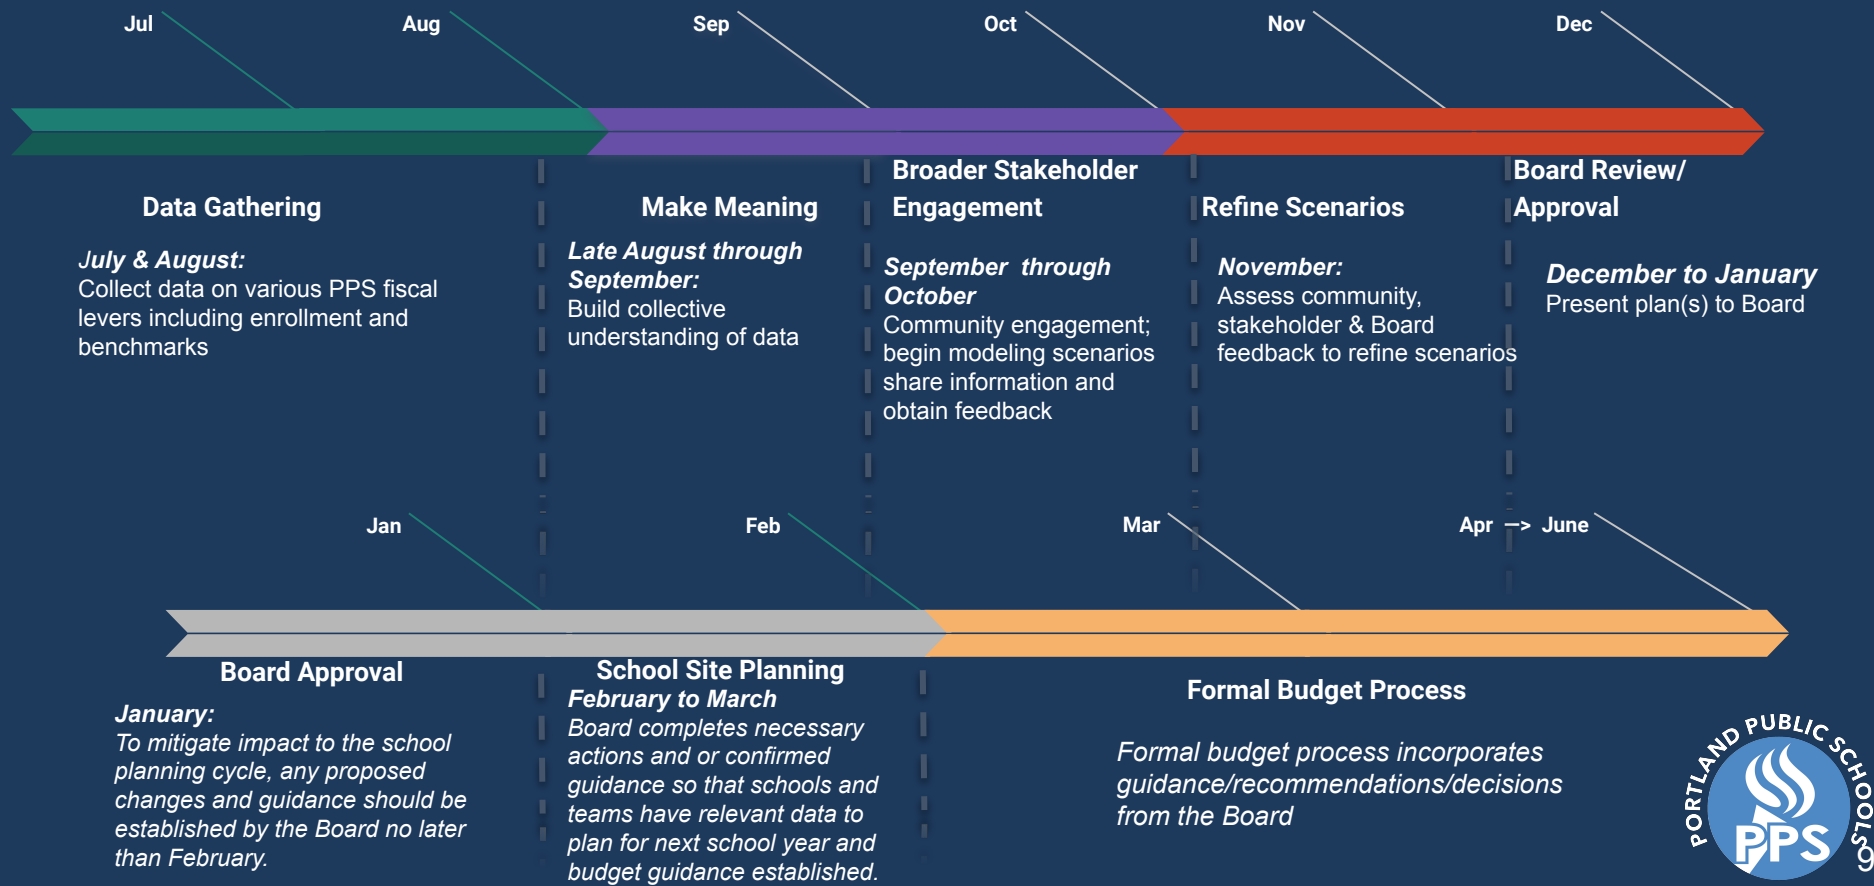 Jul
Aug
Sep
Oct
Nov
Dec
Data Gathering
July & August:
Collect data on various PPS fiscal
levers including enrollment and
benchmarks
Make Meaning
Late August through
September:
Build collective
understanding of data
Broader Stakeholder
Engagement
September through
October
Community engagement;
begin modeling scenarios
share information and
obtain feedback
Refine Scenarios
November:
Assess community,
stakeholder & Board
feedback to refine scenarios
Board Review/
Approval
December to January
Present plan(s) to Board
Jan
Feb
Mar
Apr —> June
Board Approval
January:
To mitigate impact to the school
planning cycle, any proposed
changes and guidance should be
established by the Board no later
than February.
School Site Planning
February to March
Board completes necessary
actions and or confirmed
guidance so that schools and
teams have relevant data to
plan for next school year and
budget guidance established.
Formal Budget Process
Formal budget process incorporates
guidance/recommendations/decisions
from the Board
PORTLAND PUBLIC SCHOOLS
PPS
9